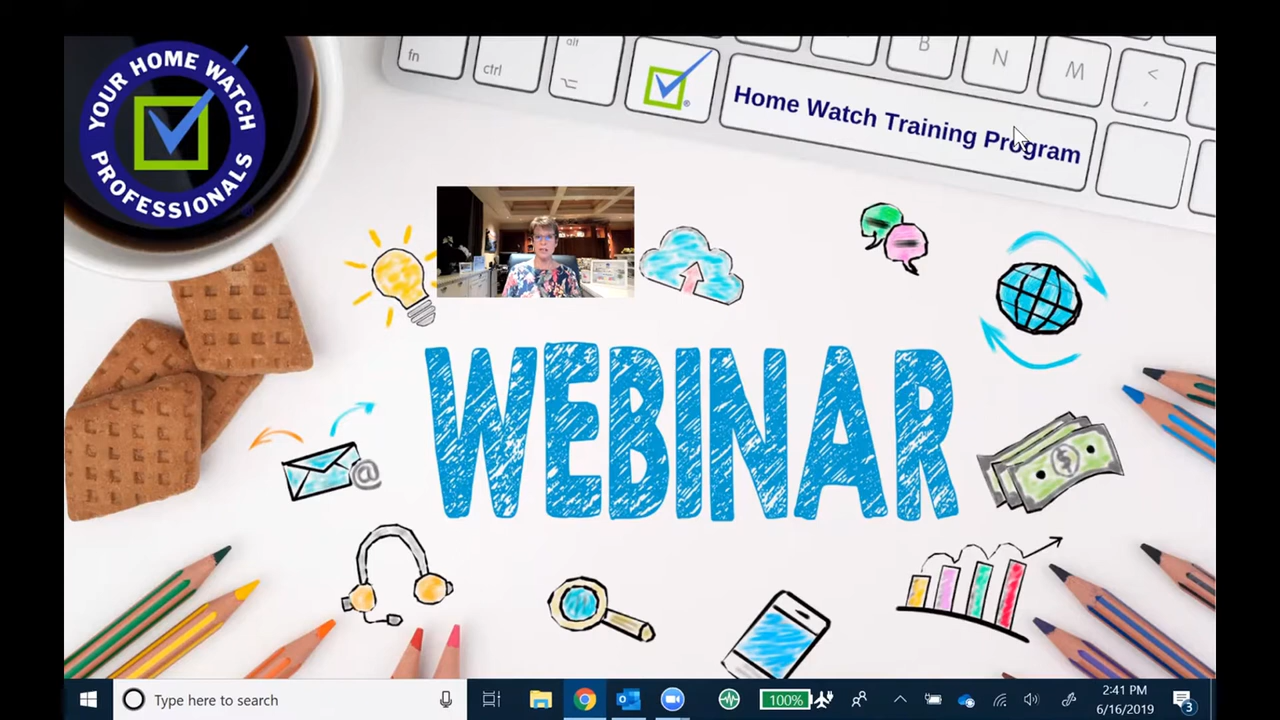 YOUR HOME WATCH
PROFESSIONALS
fn
ctrl
alt
B
N
M
<
,
®
Home Watch Training Program
WEBINAR
@
$
Type here to search
100%
2:41 PM
6/16/2019
3